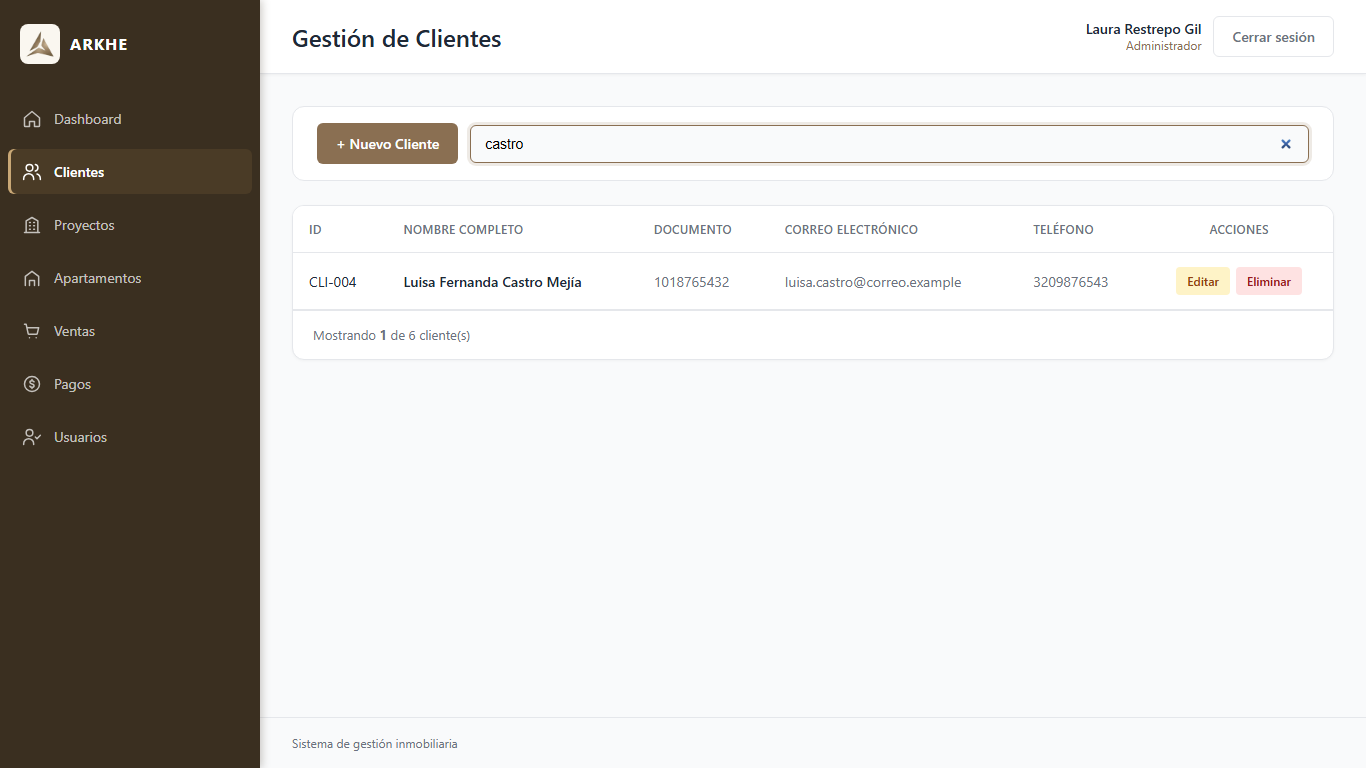 ARKHE
Dashboard
Clientes
Proyectos
Apartamentos
Ventas
Pagos
Usuarios
Gestión de Clientes
Laura Restrepo Gil
Administrador
Cerrar sesión
+ Nuevo Cliente
castro
ID NOMBRE COMPLETO DOCUMENTO CORREO ELECTRÓNICO TELÉFONO ACCIONES
CLI-004 Luisa Fernanda Castro Mejía 1018765432 luisa.castro@correo.example 3209876543 Editar Eliminar
Mostrando 1 de 6 cliente(s)
Sistema de gestión inmobiliaria